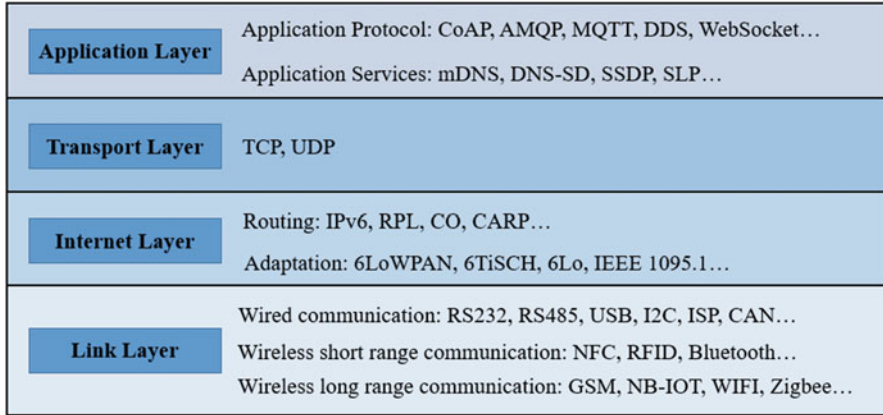 Application Layer
Application Protocol: CoAP, AMQP, MQTT, DDS, WebSocket…
Application Services: mDNS, DNS-SD, SSDP, SLP…
Transport Layer
TCP, UDP
Internet Layer
Routing: IPv6, RPL, CO, CARP…
Adaptation: 6LoWPAN, 6TiSCH, 6Lo, IEEE 1095.1…
Link Layer
Wired communication: RS232, RS485, USB, I2C, ISP, CAN…
Wireless short range communication: NFC, RFID, Bluetooth…
Wireless long range communication: GSM, NB-IOT, WIFI, Zigbee…